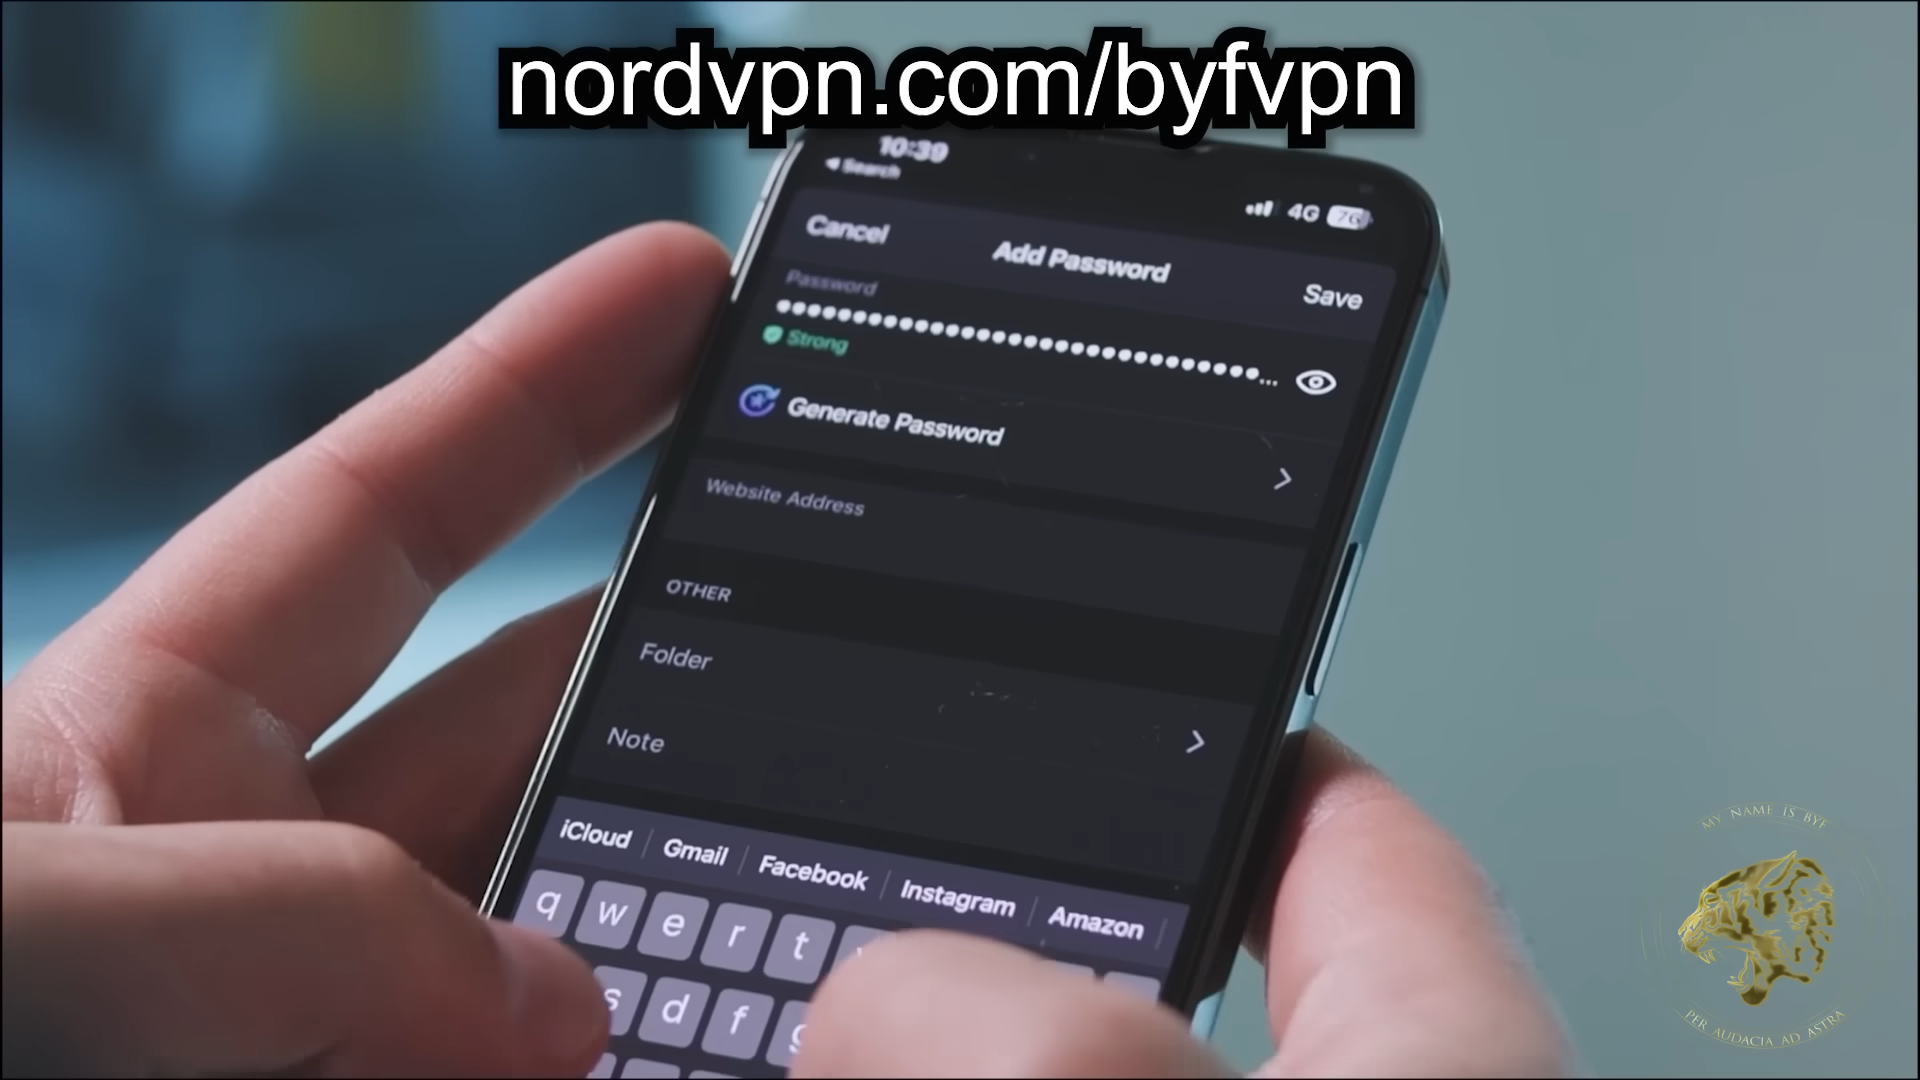 nordvpn.com/byfvpn
10:39
Search
4G 76
Cancel
Add Password
Save
Password
Strong
Generate Password
Website Address
OTHER
Folder
Note
iCloud Gmail Facebook Instagram Amazon
q w e r t
s d f g
MY NAME IS BYF
PER AUDACIA AD ASTRA